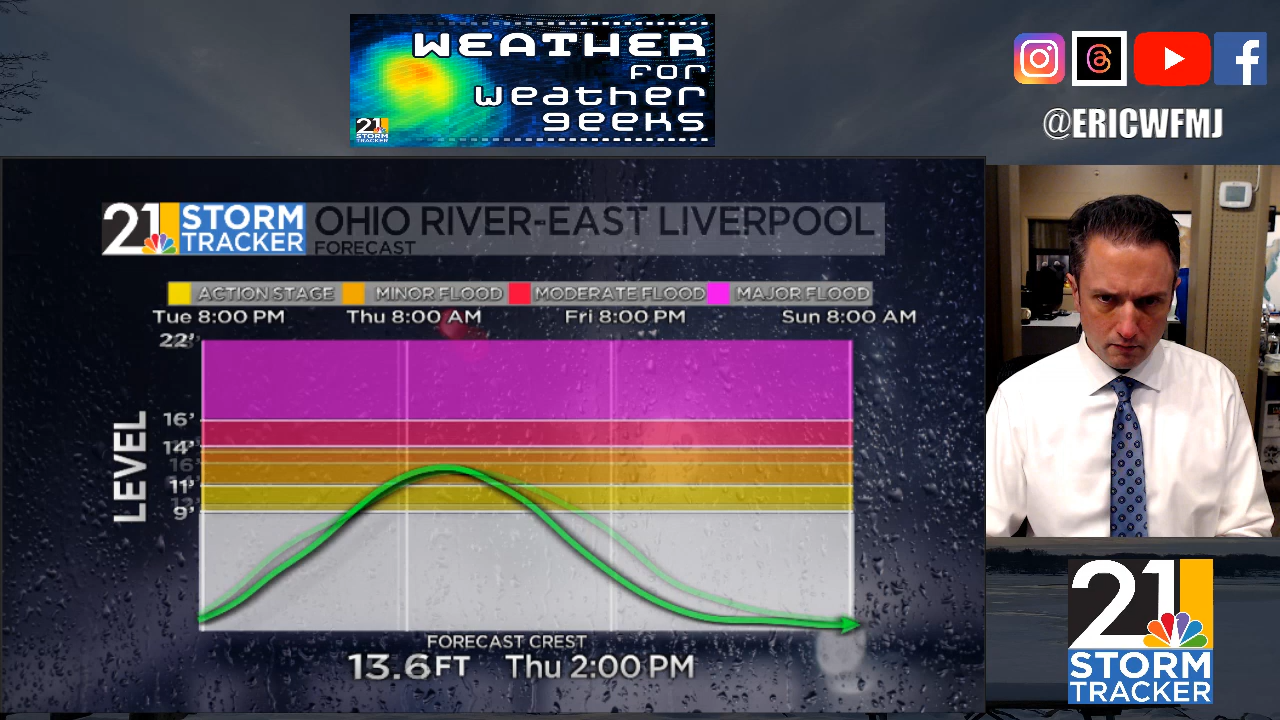 WEATHER
FOR
WEATHER
GEEKS
21
STORM
TRACKER
@ERICWFMJ
21 STORM
TRACKER
OHIO RIVER-EAST LIVERPOOL
FORECAST
ACTION STAGE MINOR FLOOD MODERATE FLOOD MAJOR FLOOD
Tue 8:00 PM Thu 8:00 AM Fri 8:00 PM Sun 8:00 AM
22'
16'
14'
16'
11'
9'
LEVEL
FORECAST CREST
13.6FT Thu 2:00 PM
21
STORM
TRACKER